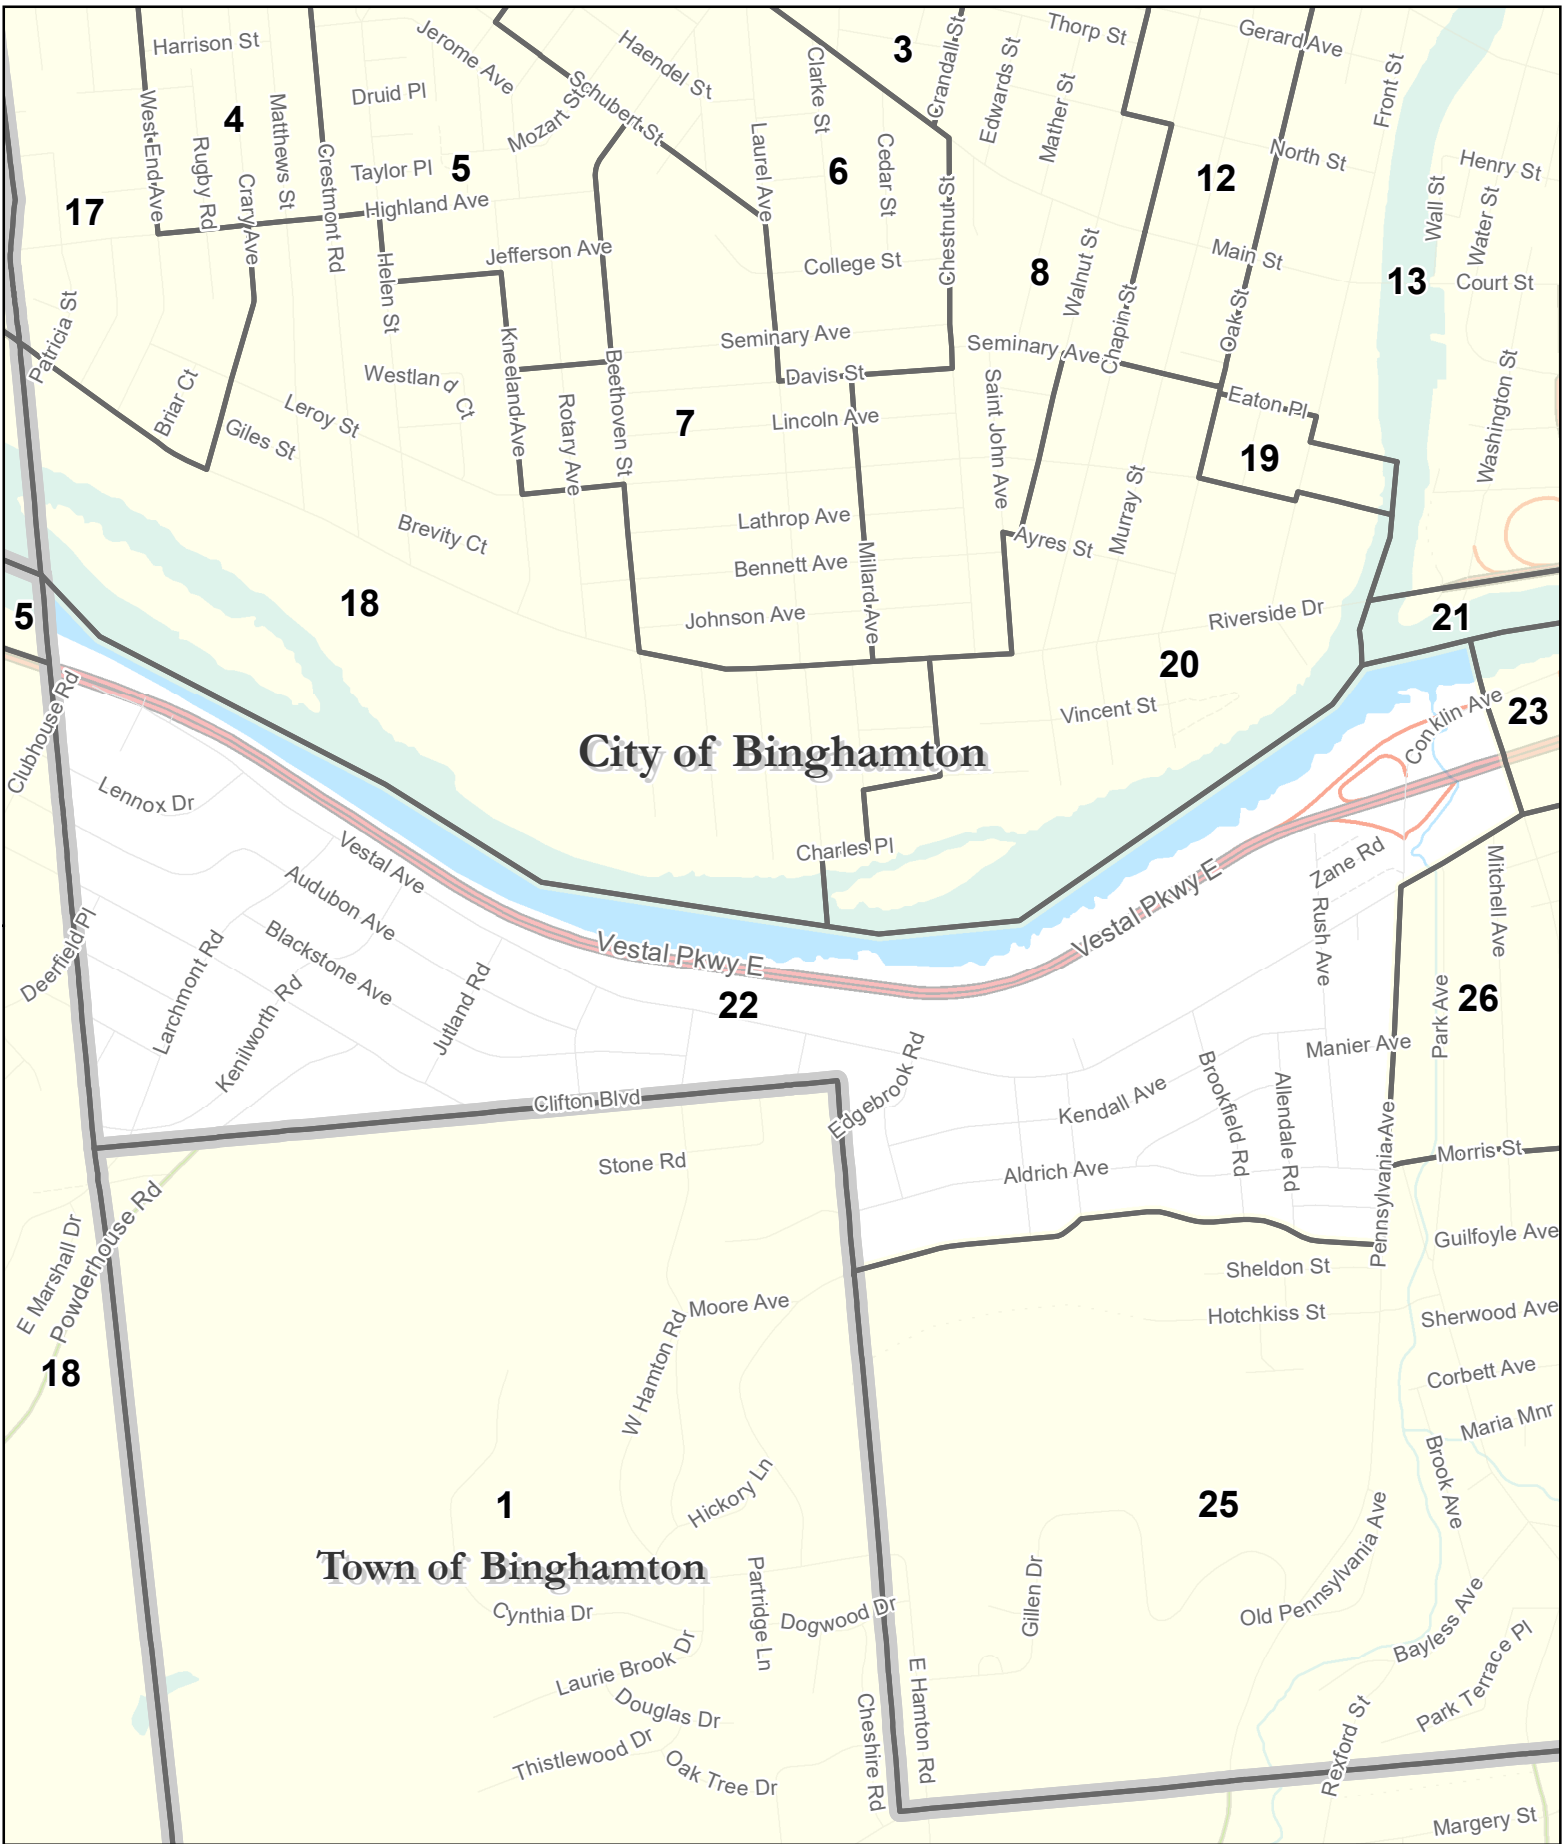 Harrison St
Jerome Ave
Haendel St
Clarke St
3
Crandall St
Edwards St
Thorp St
Mather St
Gerard Ave
Front St
West End Ave
4
Rugby Rd
Matthews St
Crary Ave
Crestmont Rd
Druid Pl
Taylor Pl
5
Mozart St
Schubert St
Laurel Ave
6
Cedar St
Chestnut St
12
North St
Henry St
Wall St
Water St
17
Highland Ave
Jefferson Ave
Helen St
College St
8
Walnut St
Chapin St
Main St
Oak St
13
Court St
Patricia St
Briar Ct
Leroy St
Giles St
Westland Ct
Kneeland Ave
Rotary Ave
Beethoven St
Seminary Ave
Davis St
7
Lincoln Ave
Seminary Ave
Saint John Ave
Eaton Pl
19
Washington St
Brevity Ct
Lathrop Ave
Bennett Ave
Millard Ave
Johnson Ave
Murray St
Ayres St
5
18
Riverside Dr
21
20
Vincent St
23
Conklin Ave
City of Binghamton
Clubhouse Rd
Lennox Dr
Vestal Ave
Audubon Ave
Blackstone Ave
Charles Pl
Zane Rd
Mitchell Ave
Deerfield Pl
Larchmont Rd
Kenilworth Rd
Jutland Rd
Vestal Pkwy E
Vestal Pkwy E
22
Rush Ave
Park Ave
26
Edgebrook Rd
Clifton Blvd
Kendall Ave
Brookfield Rd
Allendale Rd
Manier Ave
Stone Rd
Aldrich Ave
Pennsylvania Ave
Morris St
E Marshall Dr
Powderhouse Rd
Guilfoyle Ave
Sheldon St
Hotchkiss St
Sherwood Ave
Moore Ave
W Hamton Rd
18
Corbett Ave
Maria Mnr
Brook Ave
Hickory Ln
1
25
Town of Binghamton
Cynthia Dr
Partridge Ln
Dogwood Dr
Gillen Dr
Old Pennsylvania Ave
Bayless Ave
Park Terrace Pl
Laurie Brook Dr
Douglas Dr
Thistlewood Dr
Oak Tree Dr
Cheshire Rd
E Hamton Rd
Rexford St
Margery St